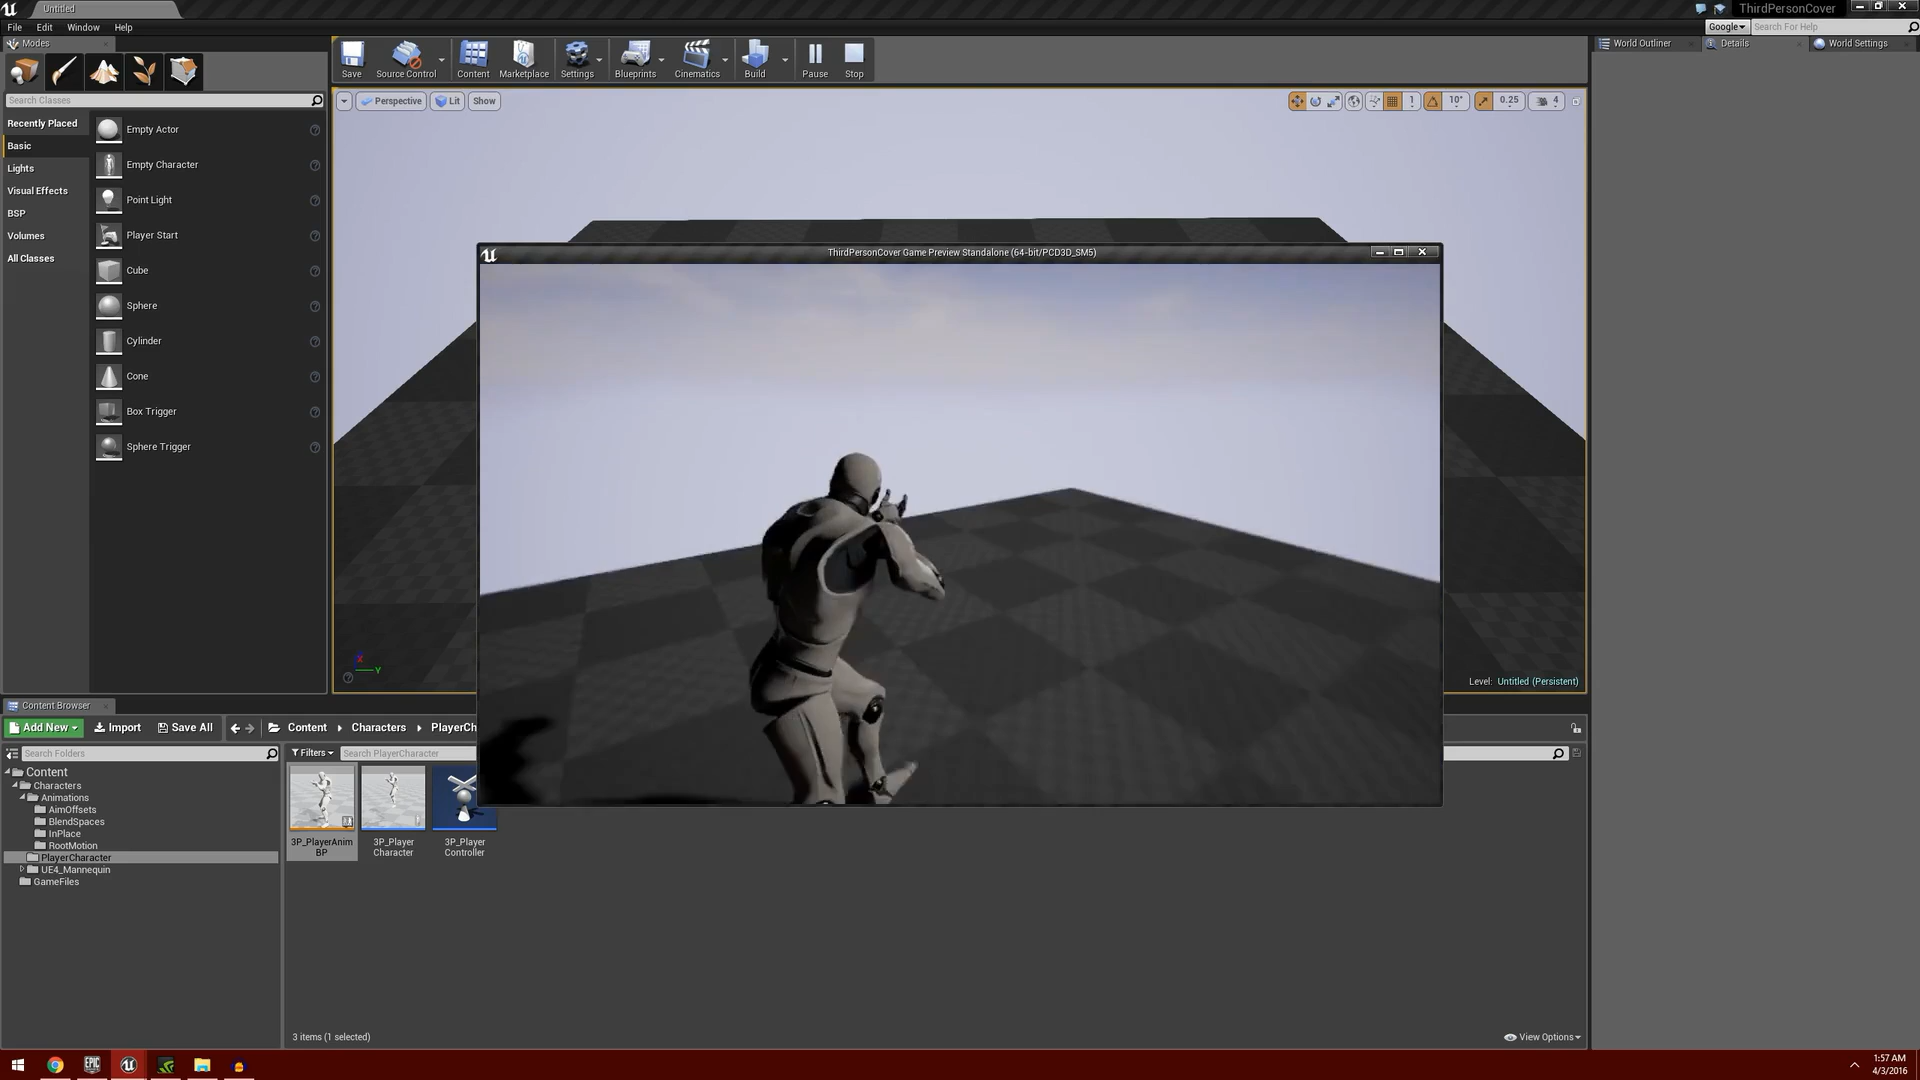 Untitled
ThirdPersonCover
File Edit Window Help
Google Search For Help
Modes
Save Source Control Content Marketplace Settings Blueprints Cinematics Build Pause Stop
World Outliner Details World Settings
Search Classes
Perspective Lit Show
1 10° 0.25 4
Recently Placed
Basic
Lights
Visual Effects
BSP
Volumes
All Classes
Empty Actor
Empty Character
Point Light
Player Start
Cube
Sphere
Cylinder
Cone
Box Trigger
Sphere Trigger
ThirdPersonCover Game Preview Standalone (64-bit/PCD3D_SM5)
X
Y
Level: Untitled (Persistent)
Content Browser
Add New Import Save All Content Characters PlayerCh
Search Folders
Filters Search PlayerCharacter
Content
Characters
Animations
AimOffsets
BlendSpaces
InPlace
RootMotion
PlayerCharacter
UE4_Mannequin
GameFiles
3P_PlayerAnim
BP
3P_Player
Character
3P_Player
Controller
3 items (1 selected)
View Options
EPIC
1:57 AM
4/3/2016